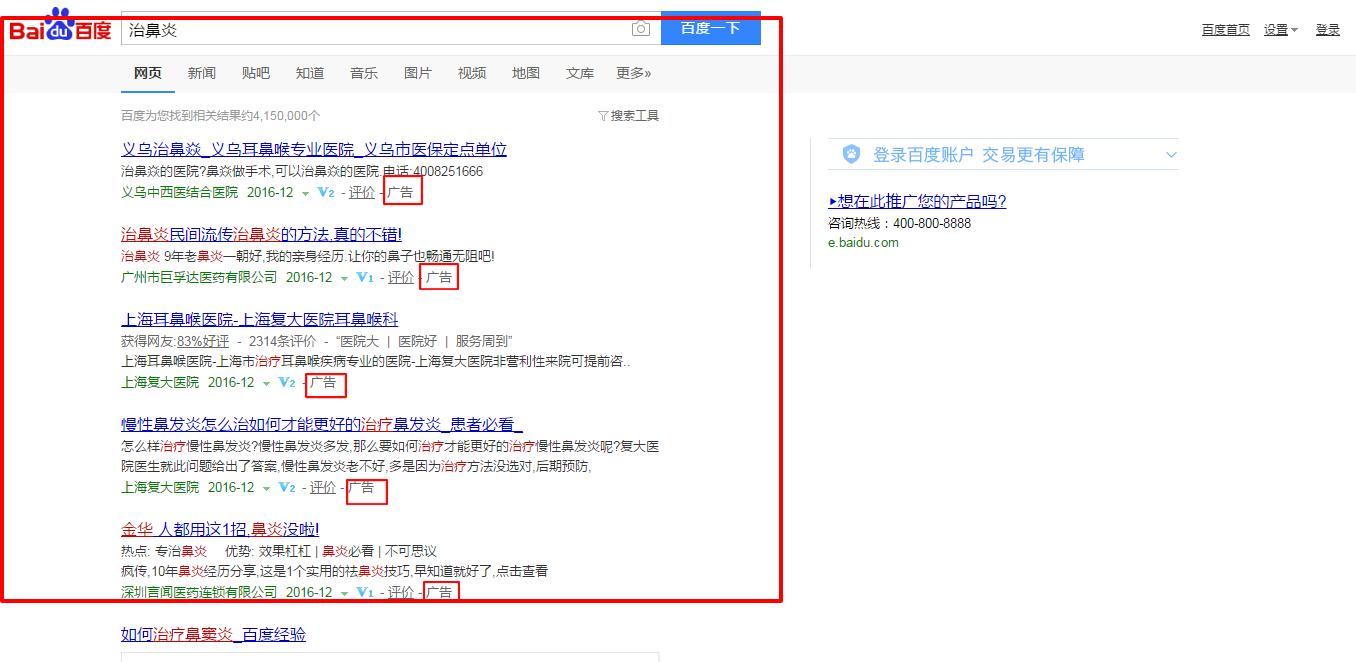 Bai du 百度
治鼻炎
百度一下
百度首页 设置 登录
网页 新闻 贴吧 知道 音乐 图片 视频 地图 文库 更多»
百度为您找到相关结果约4,150,000个
搜索工具
义乌治鼻焱_义乌耳鼻喉专业医院_义乌市医保定点单位
治鼻焱的医院?鼻焱做手术,可以治鼻焱的医院.电话:4008251666
义乌中西医结合医院 2016-12 V2 - 评价 - 广告
治鼻炎民间流传治鼻炎的方法,真的不错!
治鼻炎 9年老鼻炎一朝好,我的亲身经历.让你的鼻子也畅通无阻吧!
广州市巨孚达医药有限公司 2016-12 V1 - 评价 - 广告
上海耳鼻喉医院-上海复大医院耳鼻喉科
获得网友:83%好评 - 2314条评价 - “医院大 | 医院好 | 服务周到”
上海耳鼻喉医院-上海市治疗耳鼻喉疾病专业的医院-上海复大医院非营利性来院可提前咨..
上海复大医院 2016-12 V2 - 广告
慢性鼻发炎怎么治如何才能更好的治疗鼻发炎_患者必看_
怎么样治疗慢性鼻发炎?慢性鼻发炎多发,那么要如何治疗才能更好的治疗慢性鼻发炎呢?复大医
院医生就此问题给出了答案,慢性鼻发炎老不好,多是因为治疗方法没选对,后期预防,
上海复大医院 2016-12 V2 - 评价 - 广告
金华 人都用这1招,鼻炎没啦!
热点: 专治鼻炎 优势: 效果杠杠 | 鼻炎必看 | 不可思议
疯传,10年鼻炎经历分享,这是1个实用的祛鼻炎技巧,早知道就好了,点击查看
深圳言闻医药连锁有限公司 2016-12 V1 - 评价 - 广告
如何治疗鼻窦炎_百度经验
登录百度账户 交易更有保障
想在此推广您的产品吗?
咨询热线：400-800-8888
e.baidu.com